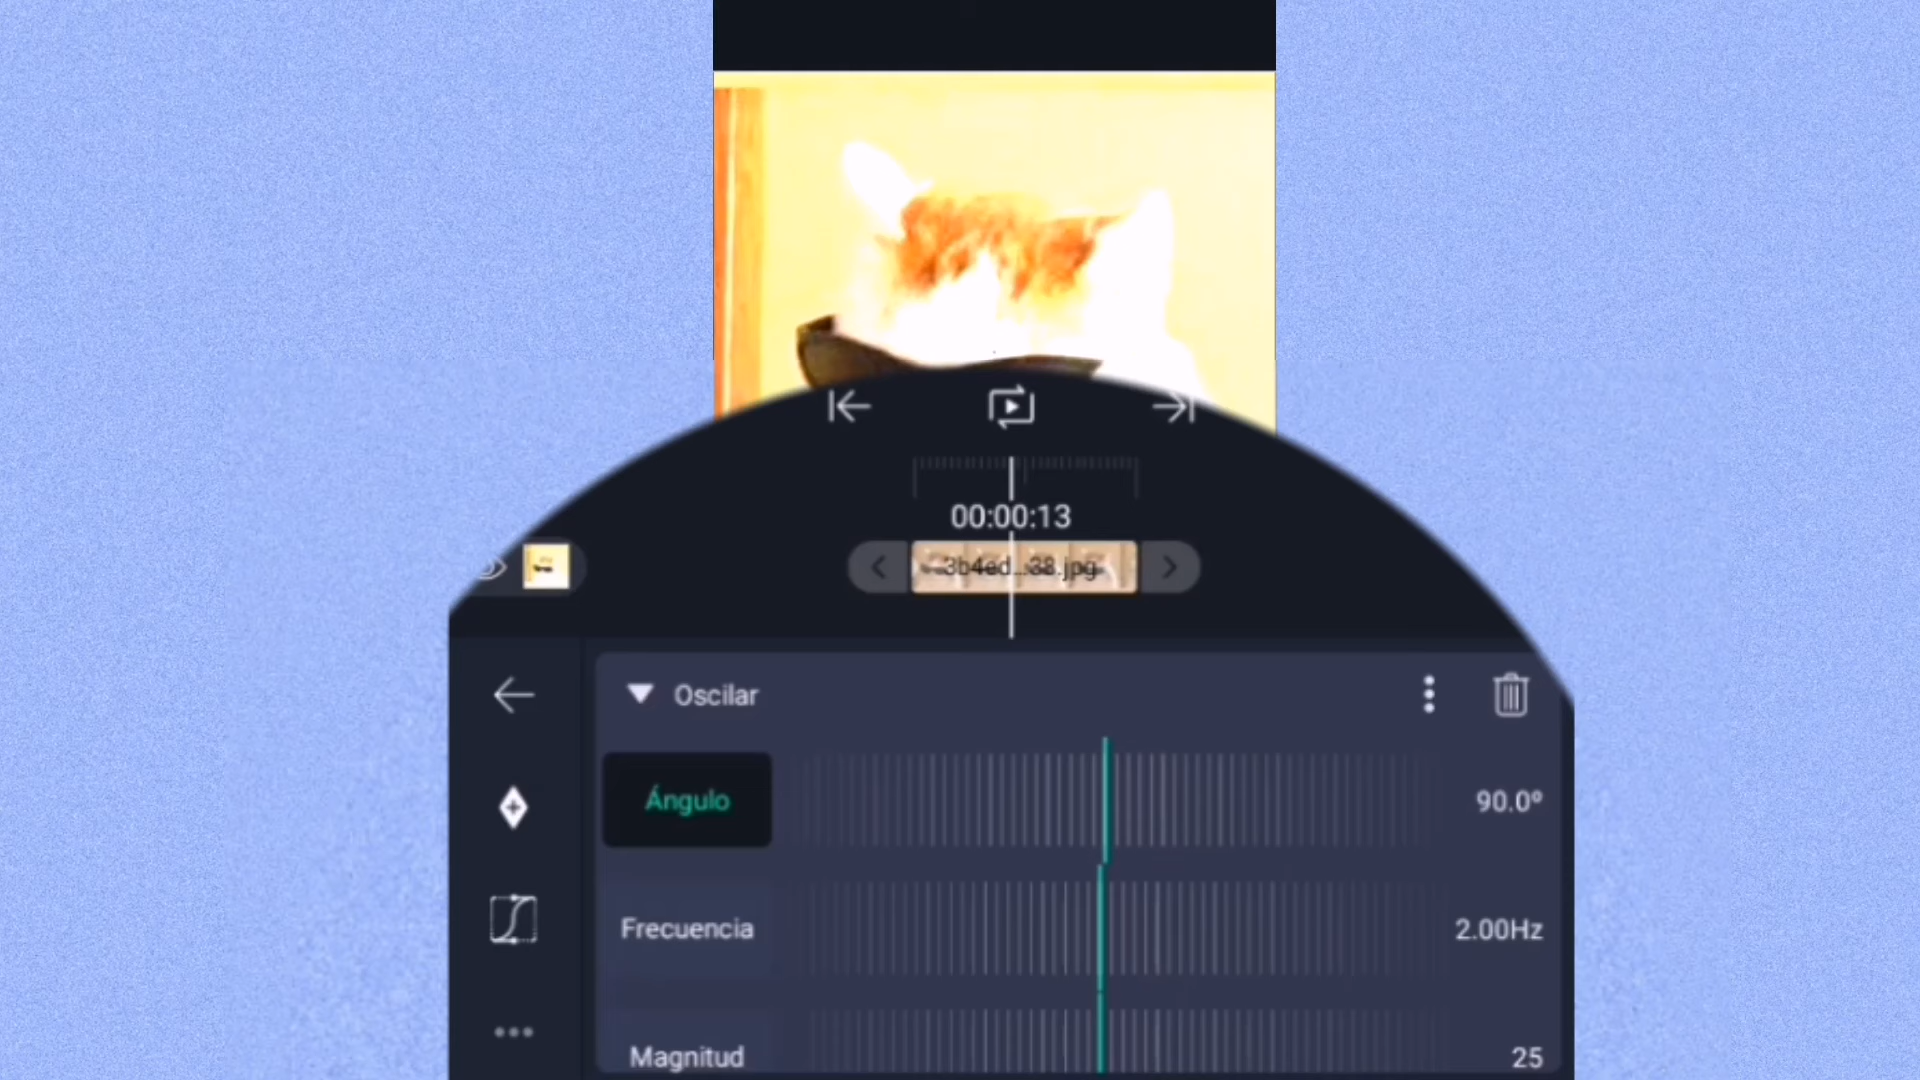 00:00:13
3b4ed...38.jpg
Oscilar
Ángulo 90.0º
Frecuencia 2.00Hz
Magnitud 25